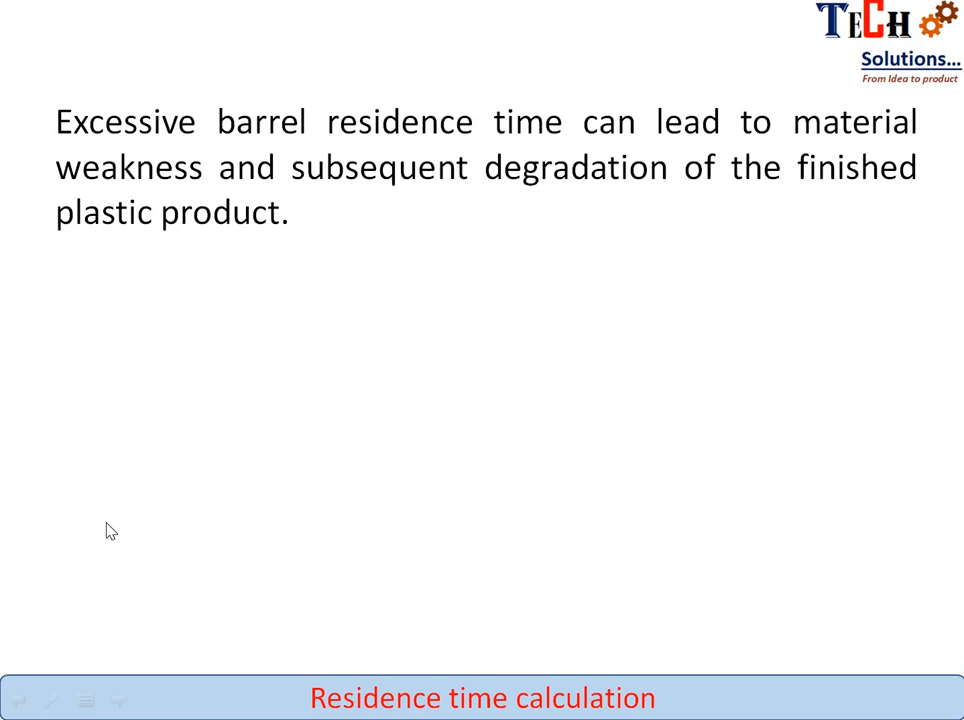 TECH
Solutions...
From Idea to product
Excessive barrel residence time can lead to material
weakness and subsequent degradation of the finished
plastic product.
Residence time calculation